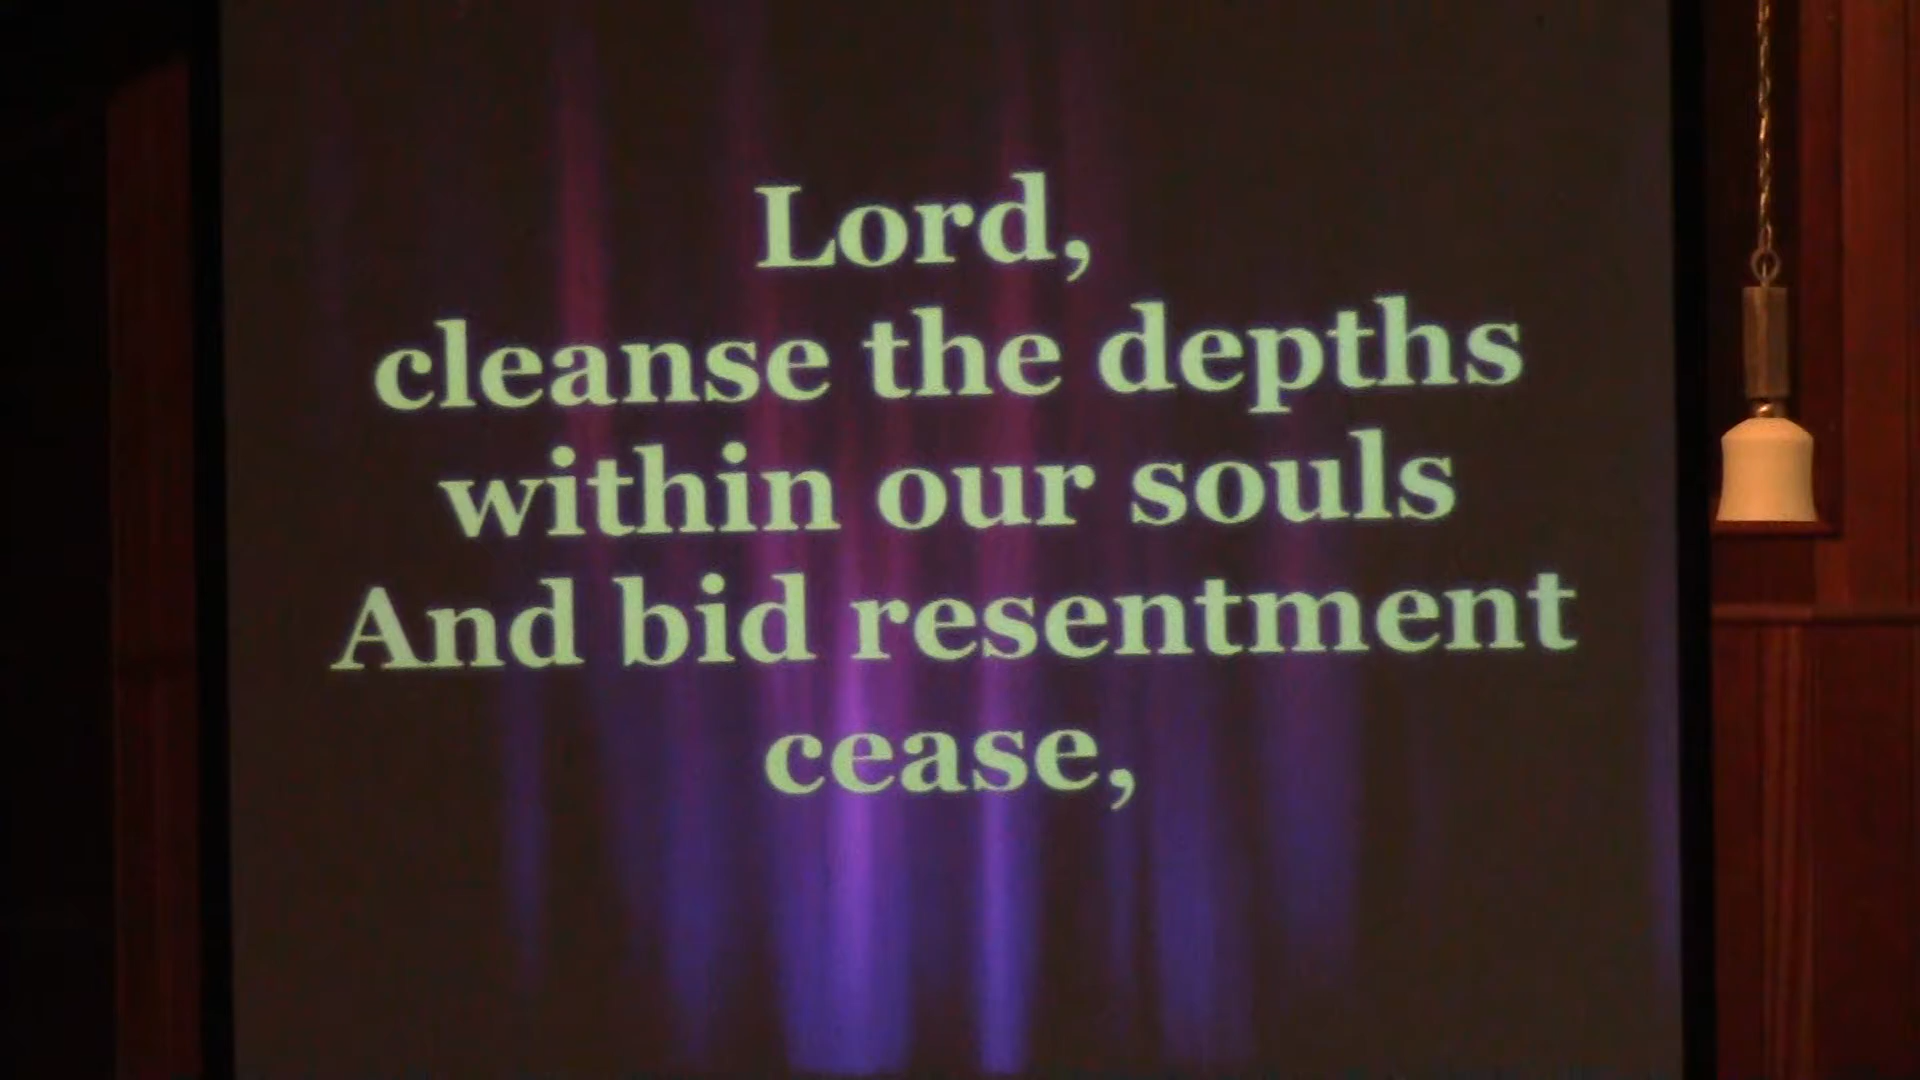 Lord,
cleanse the depths
within our souls
And bid resentment
cease,